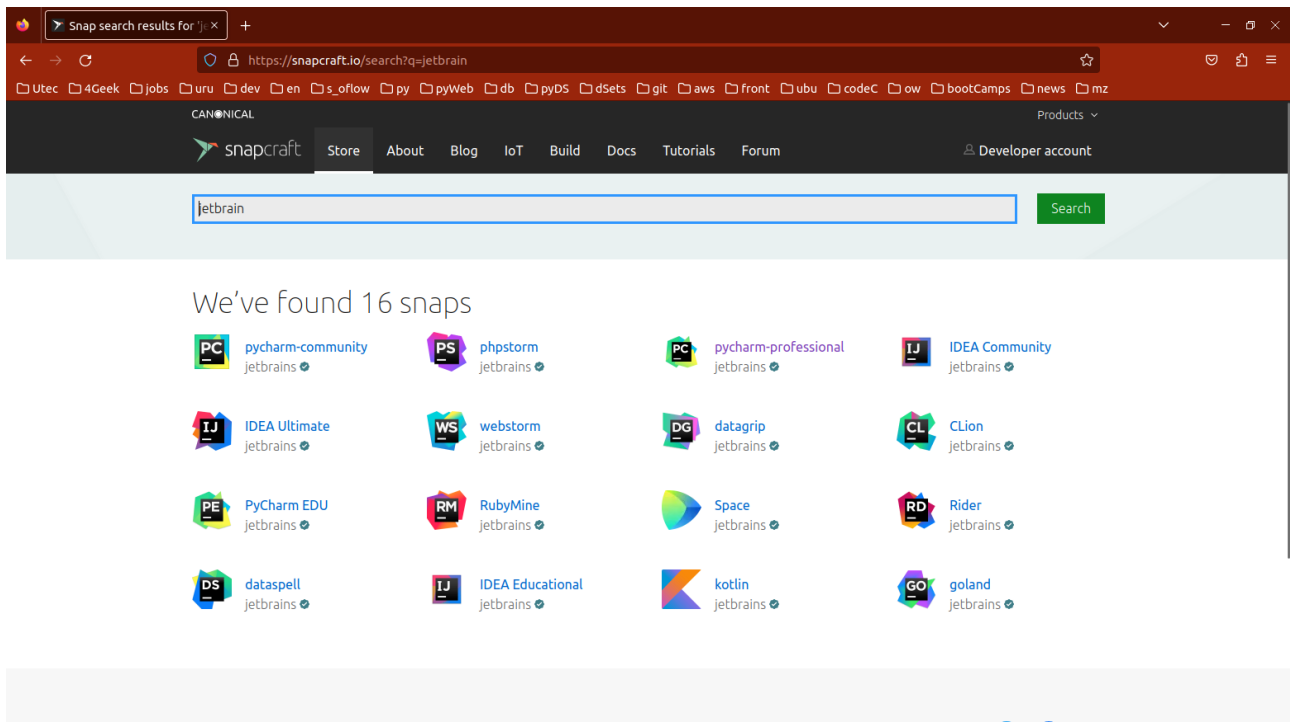 Snap search results for 'je
https://snapcraft.io/search?q=jetbrain
Utec 4Geek jobs uru dev en s_oflow py pyWeb db pyDS dSets git aws front ubu codeC ow bootCamps news mz
CANONICAL Products
snapcraft Store About Blog IoT Build Docs Tutorials Forum Developer account
jetbrain Search
We've found 16 snaps
PC pycharm-community PS phpstorm PC pycharm-professional IJ IDEA Community
jetbrains jetbrains jetbrains jetbrains
IJ IDEA Ultimate WS webstorm DG datagrip CL CLion
jetbrains jetbrains jetbrains jetbrains
PE PyCharm EDU RM RubyMine Space RD Rider
jetbrains jetbrains jetbrains jetbrains
DS dataspell IJ IDEA Educational kotlin GO goland
jetbrains jetbrains jetbrains jetbrains